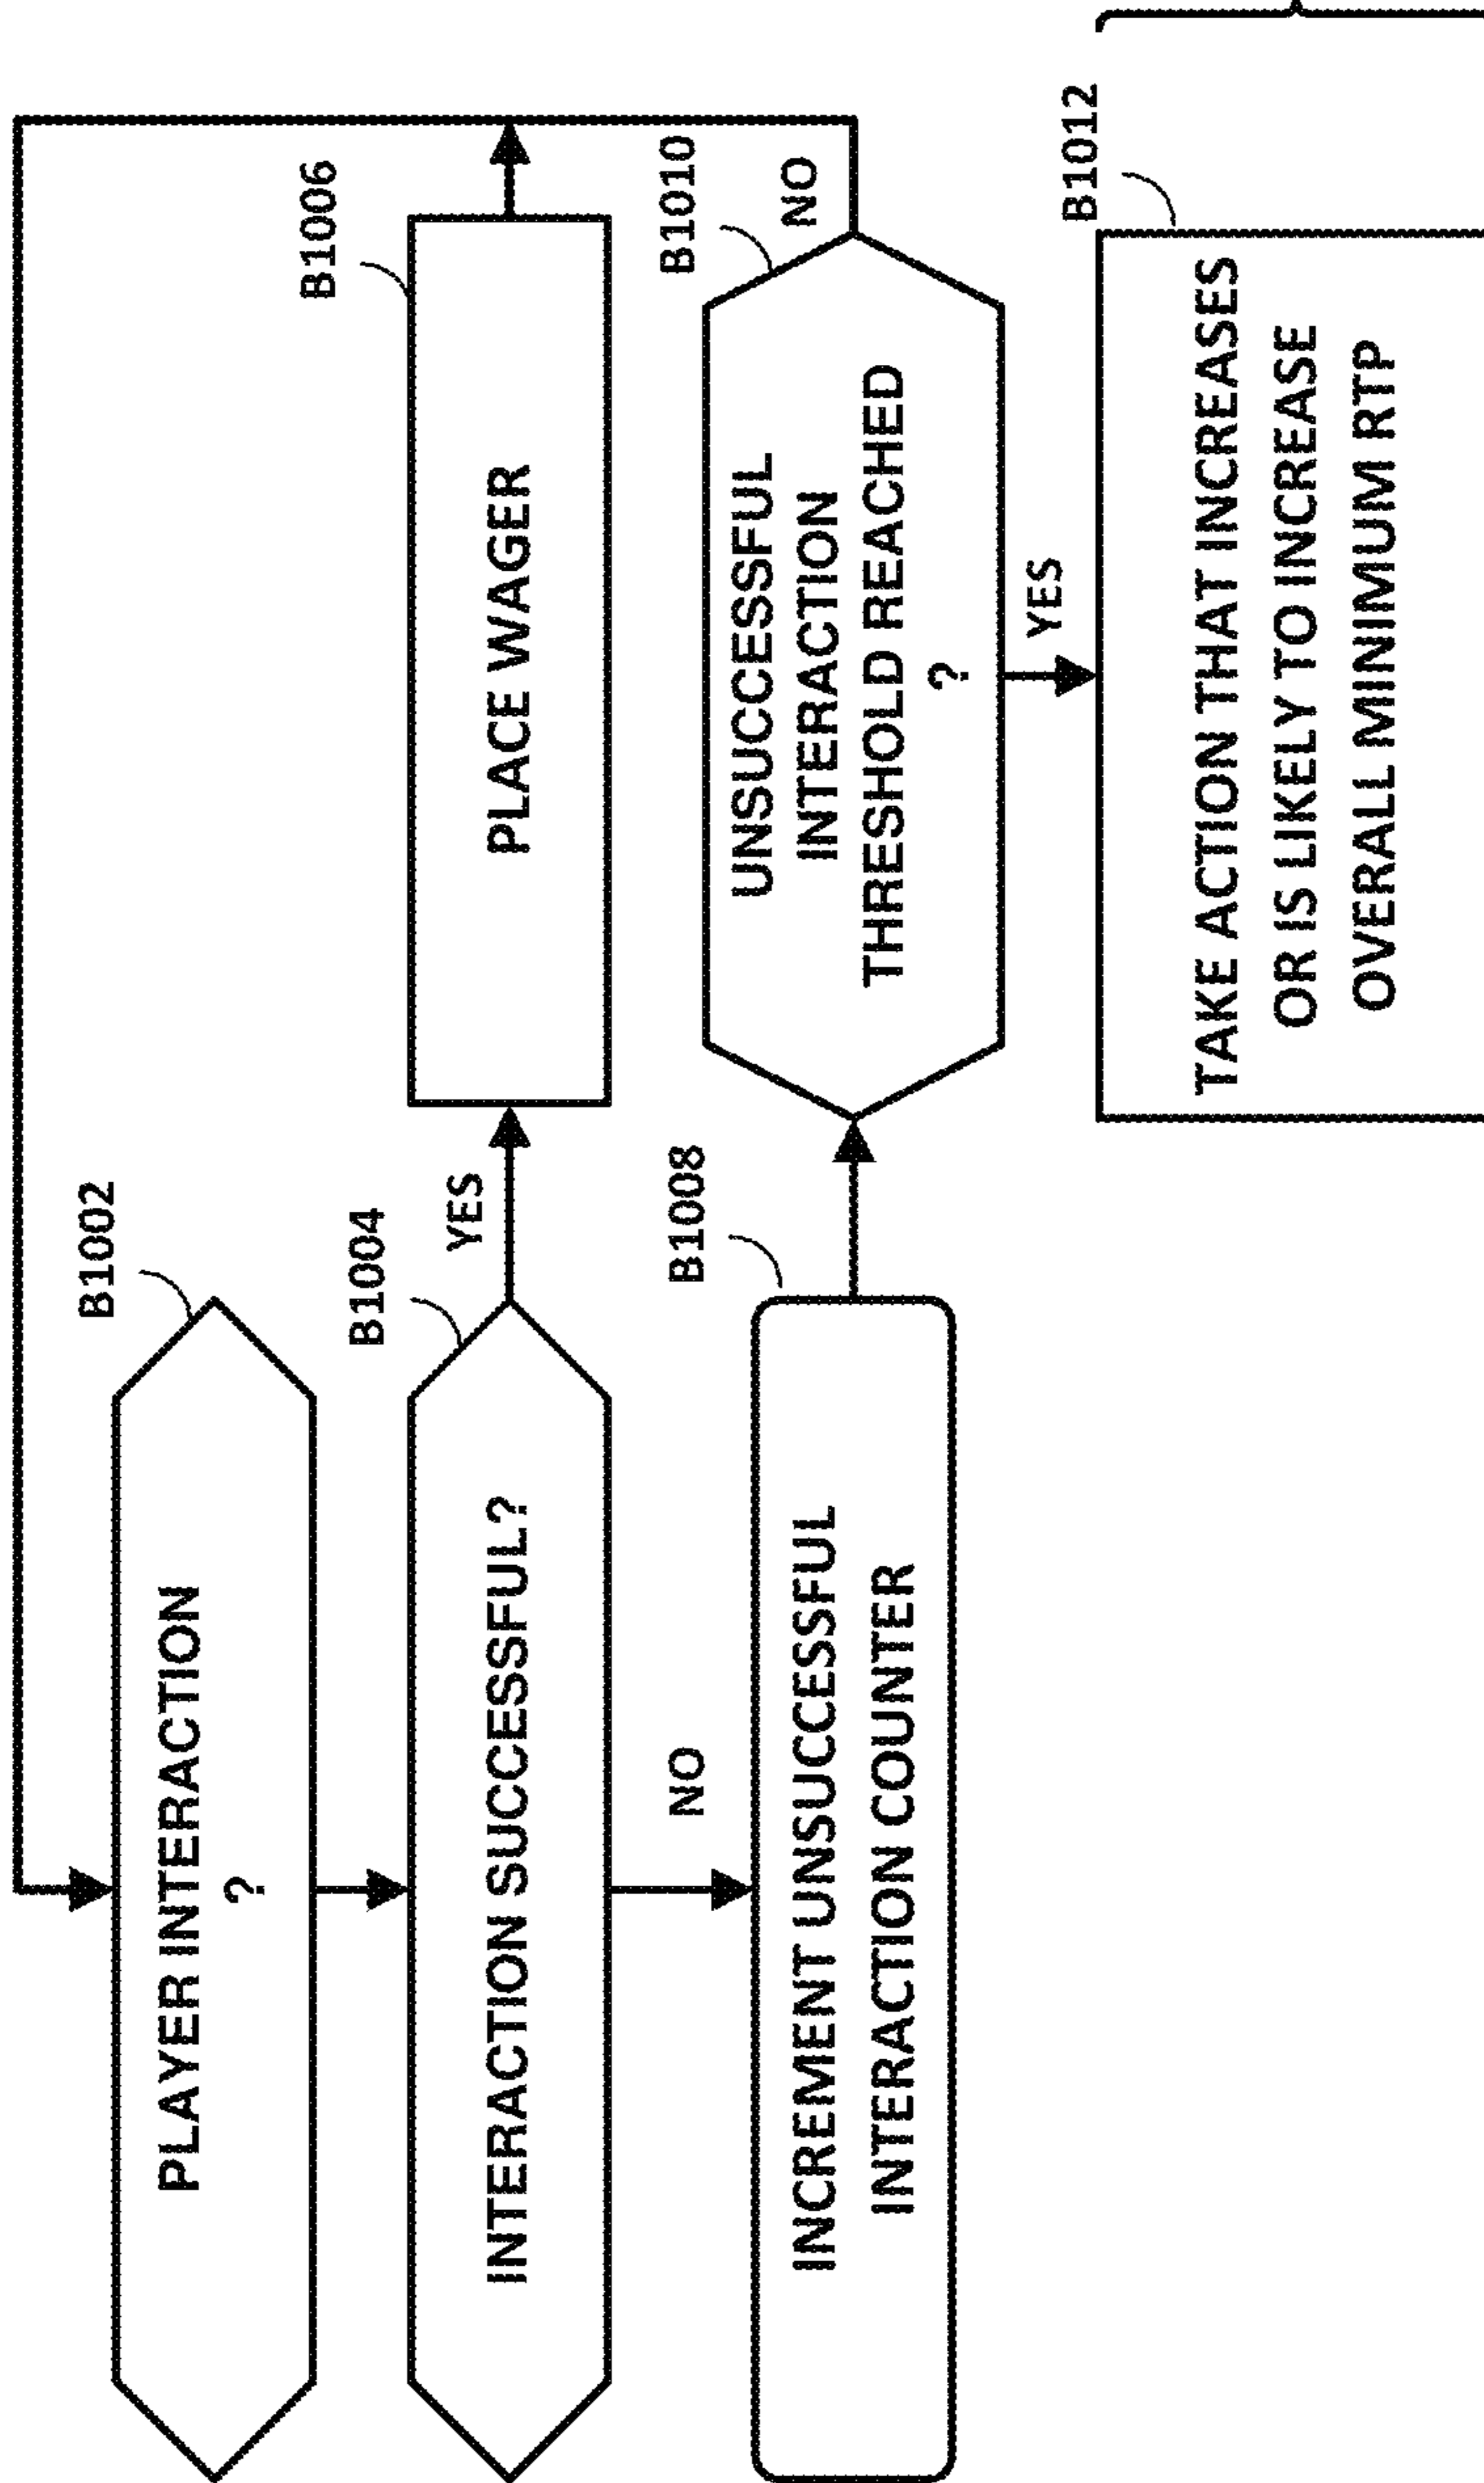 B1002
PLAYER INTERACTION
?
B1004
INTERACTION SUCCESSFUL?
YES
NO
B1006
PLACE WAGER
B1008
INCREMENT UNSUCCESSFUL
INTERACTION COUNTER
B1010
UNSUCCESSFUL
INTERACTION
THRESHOLD REACHED
?
NO
YES
B1012
TAKE ACTION THAT INCREASES
OR IS LIKELY TO INCREASE
OVERALL MINIMUM RTP